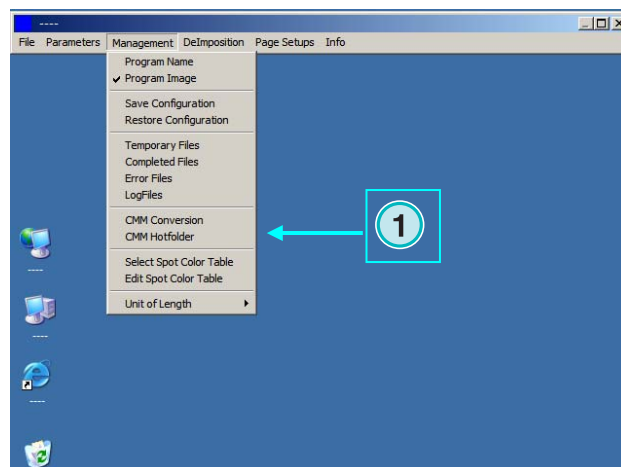 ----
File Parameters Management DeImposition Page Setups Info
Program Name
Program Image
Save Configuration
Restore Configuration
Temporary Files
Completed Files
Error Files
LogFiles
CMM Conversion
CMM Hotfolder
1
Select Spot Color Table
Edit Spot Color Table
Unit of Length
----
----
----